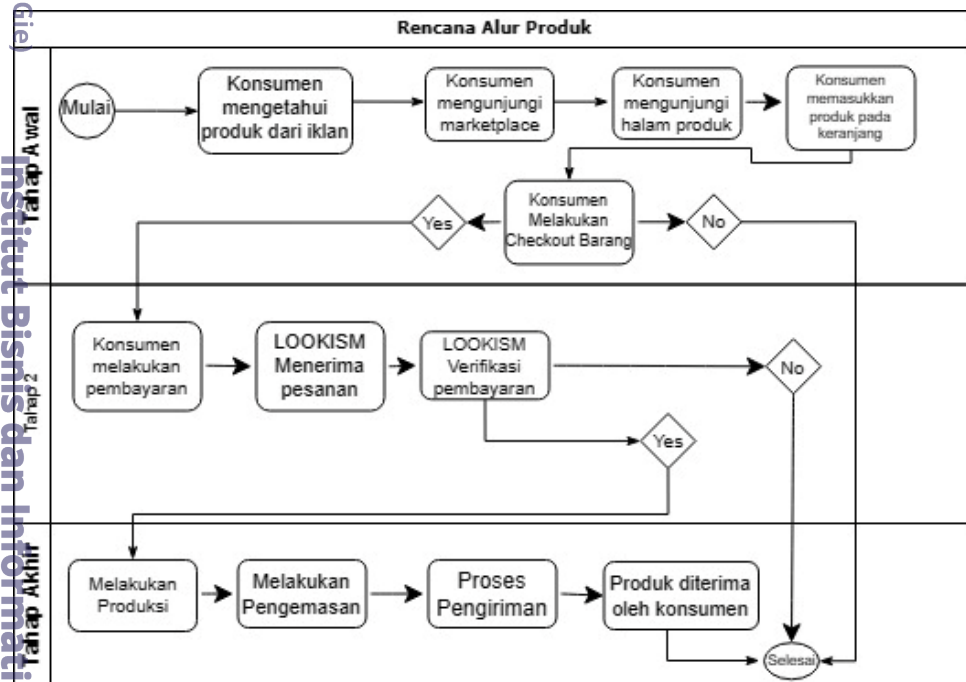 Rencana Alur Produk
Gie)
Institut Bisnis dan Informati
Tahap Awal
Mulai
Konsumen
mengetahui
produk dari iklan
Konsumen
mengunjungi
marketplace
Konsumen
mengunjungi
halam produk
Konsumen
memasukkan
produk pada
keranjang
Konsumen
Melakukan
Checkout Barang
Yes
No
Tahap 2
Konsumen
melakukan
pembayaran
LOOKISM
Menerima
pesanan
LOOKISM
Verifikasi
pembayaran
No
Yes
Tahap Akhir
Melakukan
Produksi
Melakukan
Pengemasan
Proses
Pengiriman
Produk diterima
oleh konsumen
Selesai